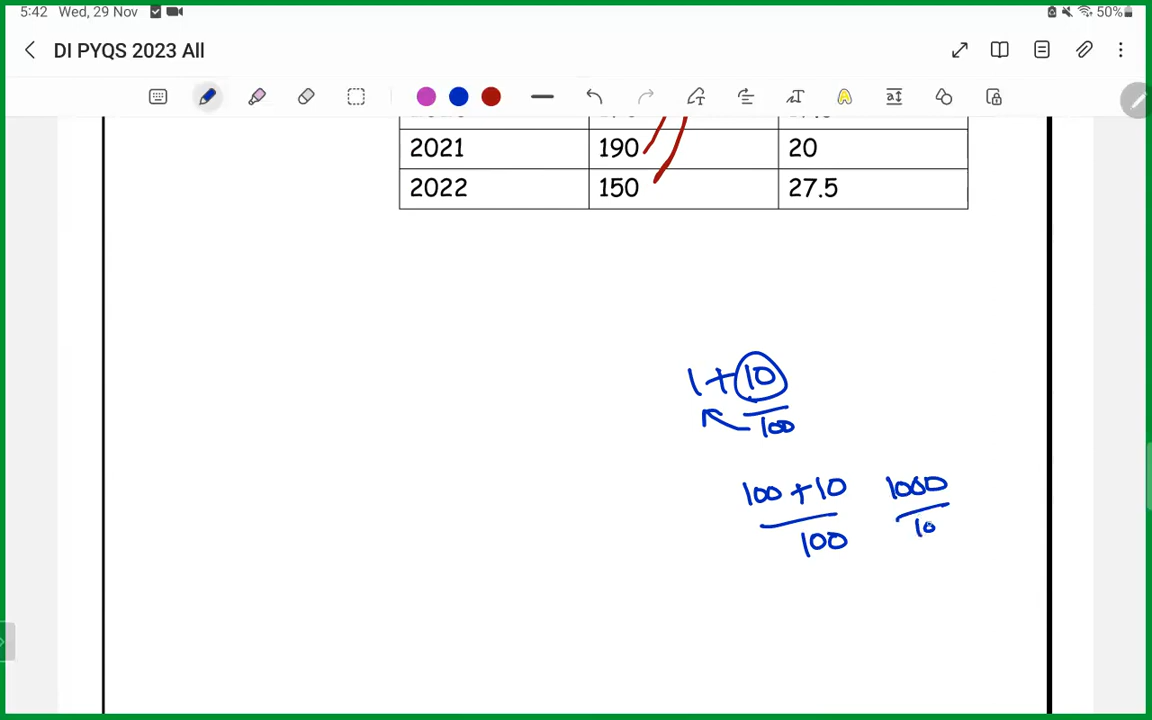 5:42 Wed, 29 Nov 50%
DI PYQS 2023 All
2021 190 20
2022 150 27.5
1 + 10
100
100 + 10 1000
100 10